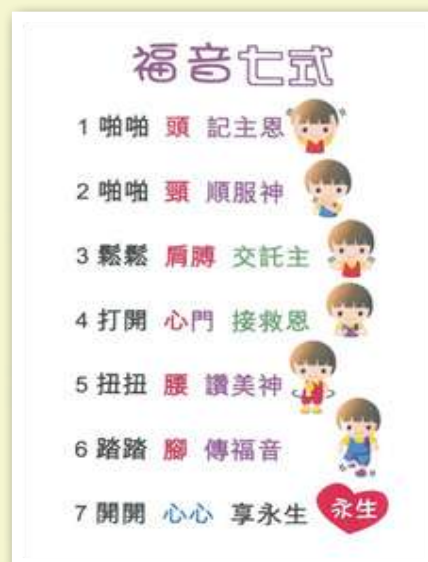 福音七式
1 啪啪 頭 記主恩
2 啪啪 頸 順服神
3 鬆鬆 肩膊 交託主
4 打開 心門 接救恩
5 扭扭 腰 讚美神
6 踏踏 腳 傳福音
7 開開 心心 享永生 永生